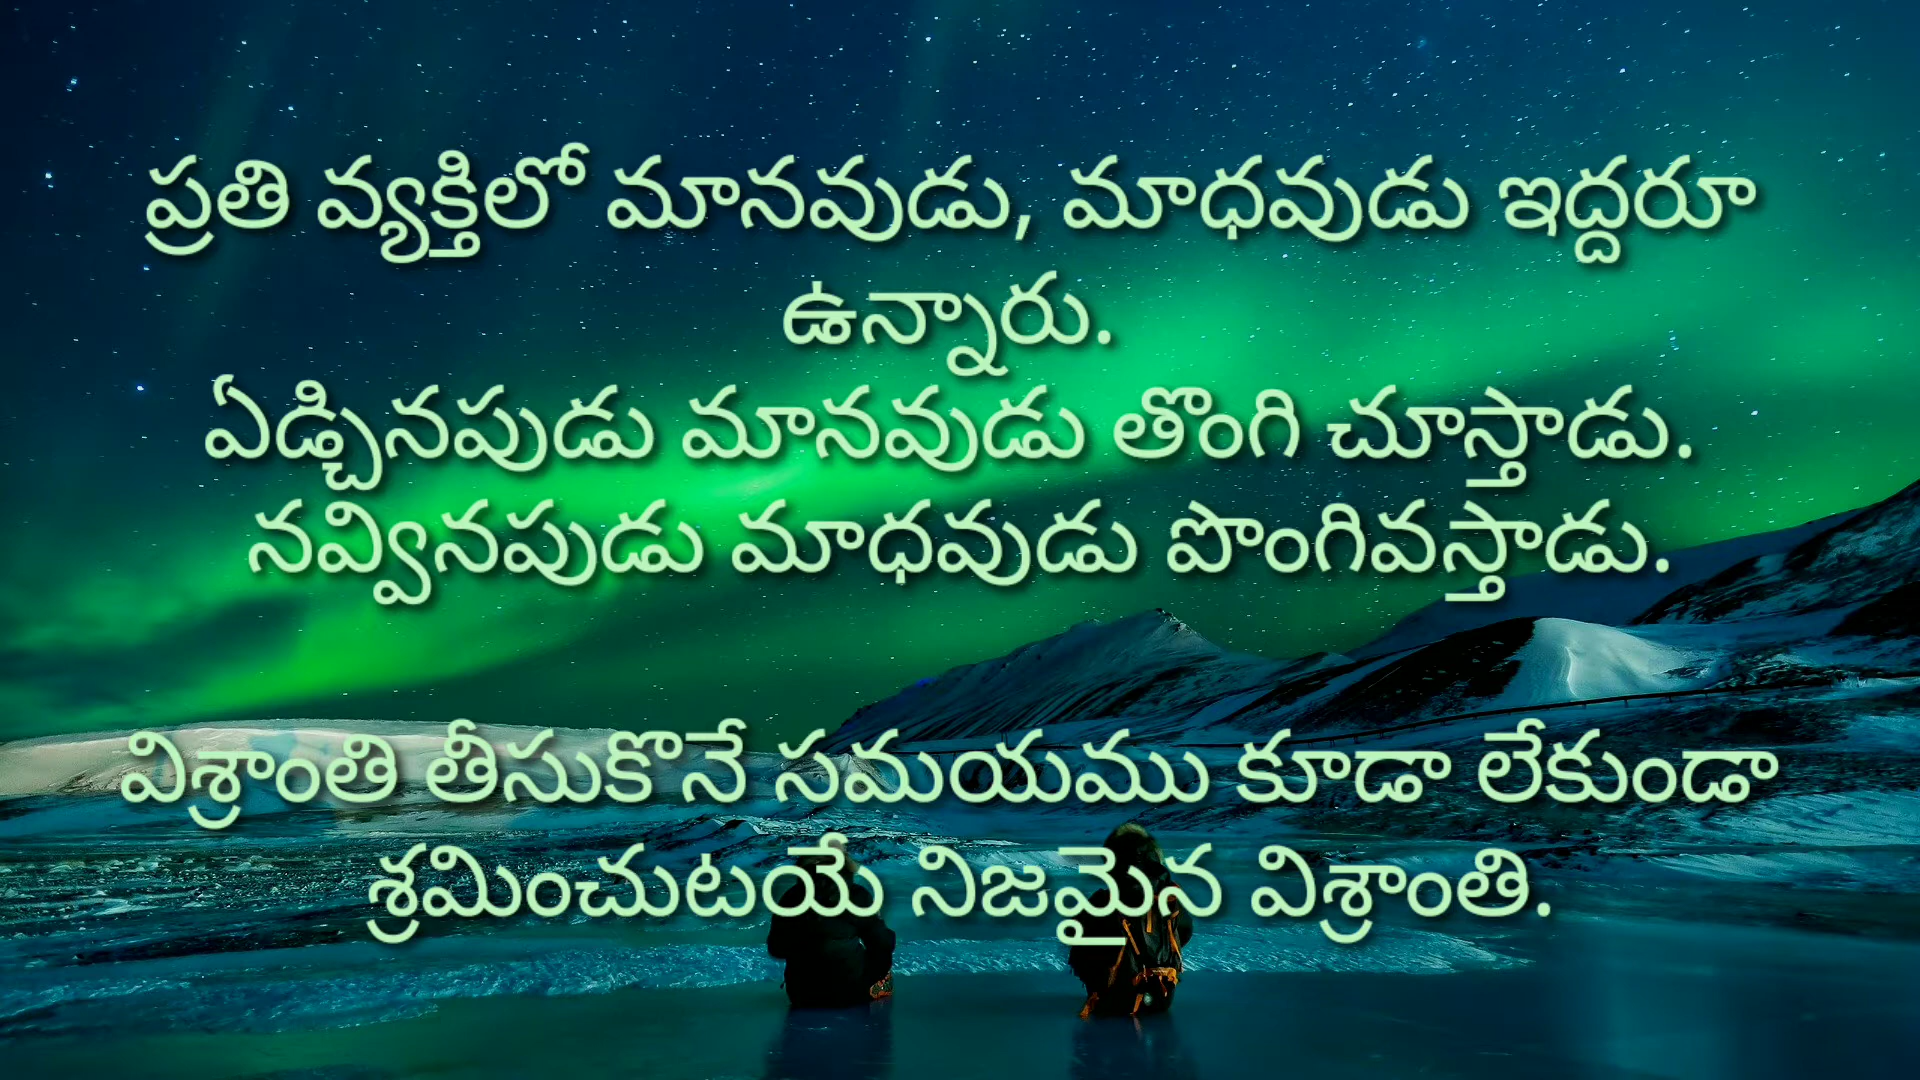 ప్రతి వ్యక్తిలో మానవుడు, మాధవుడు ఇద్దరూ
ఉన్నారు.
ఏడ్చినపుడు మానవుడు తొంగి చూస్తాడు.
నవ్వినపుడు మాధవుడు పొంగివస్తాడు.
విశ్రాంతి తీసుకొనే సమయము కూడా లేకుండా
శ్రమించుటయే నిజమైన విశ్రాంతి.